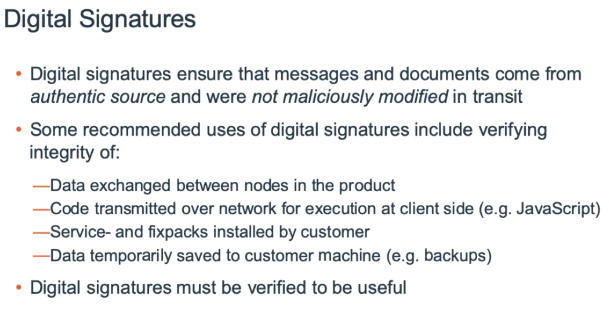 Digital Signatures
• Digital signatures ensure that messages and documents come from
authentic source and were not maliciously modified in transit
• Some recommended uses of digital signatures include verifying
integrity of:
—Data exchanged between nodes in the product
—Code transmitted over network for execution at client side (e.g. JavaScript)
—Service- and fixpacks installed by customer
—Data temporarily saved to customer machine (e.g. backups)
• Digital signatures must be verified to be useful